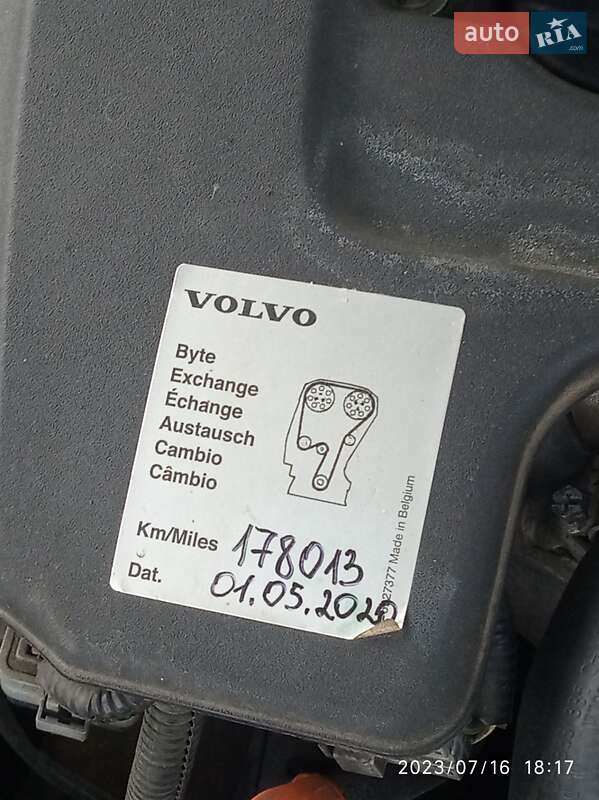 auto RIA
.com
VOLVO
Byte
Exchange
Échange
Austausch
Cambio
Câmbio
Km/Miles 178013
Dat. 01.05.2020
27377 Made in Belgium
2023/07/16 18:17